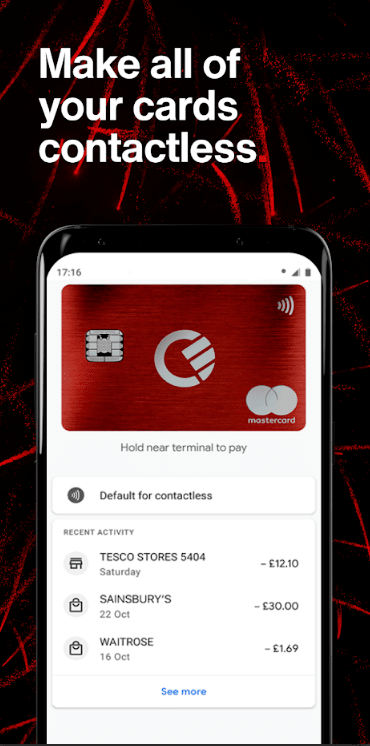 Make all of
your cards
contactless.
17:16
mastercard
Hold near terminal to pay
Default for contactless
RECENT ACTIVITY
TESCO STORES 5404
Saturday
– £12.10
SAINSBURY'S
22 Oct
– £30.00
WAITROSE
16 Oct
– £1.69
See more